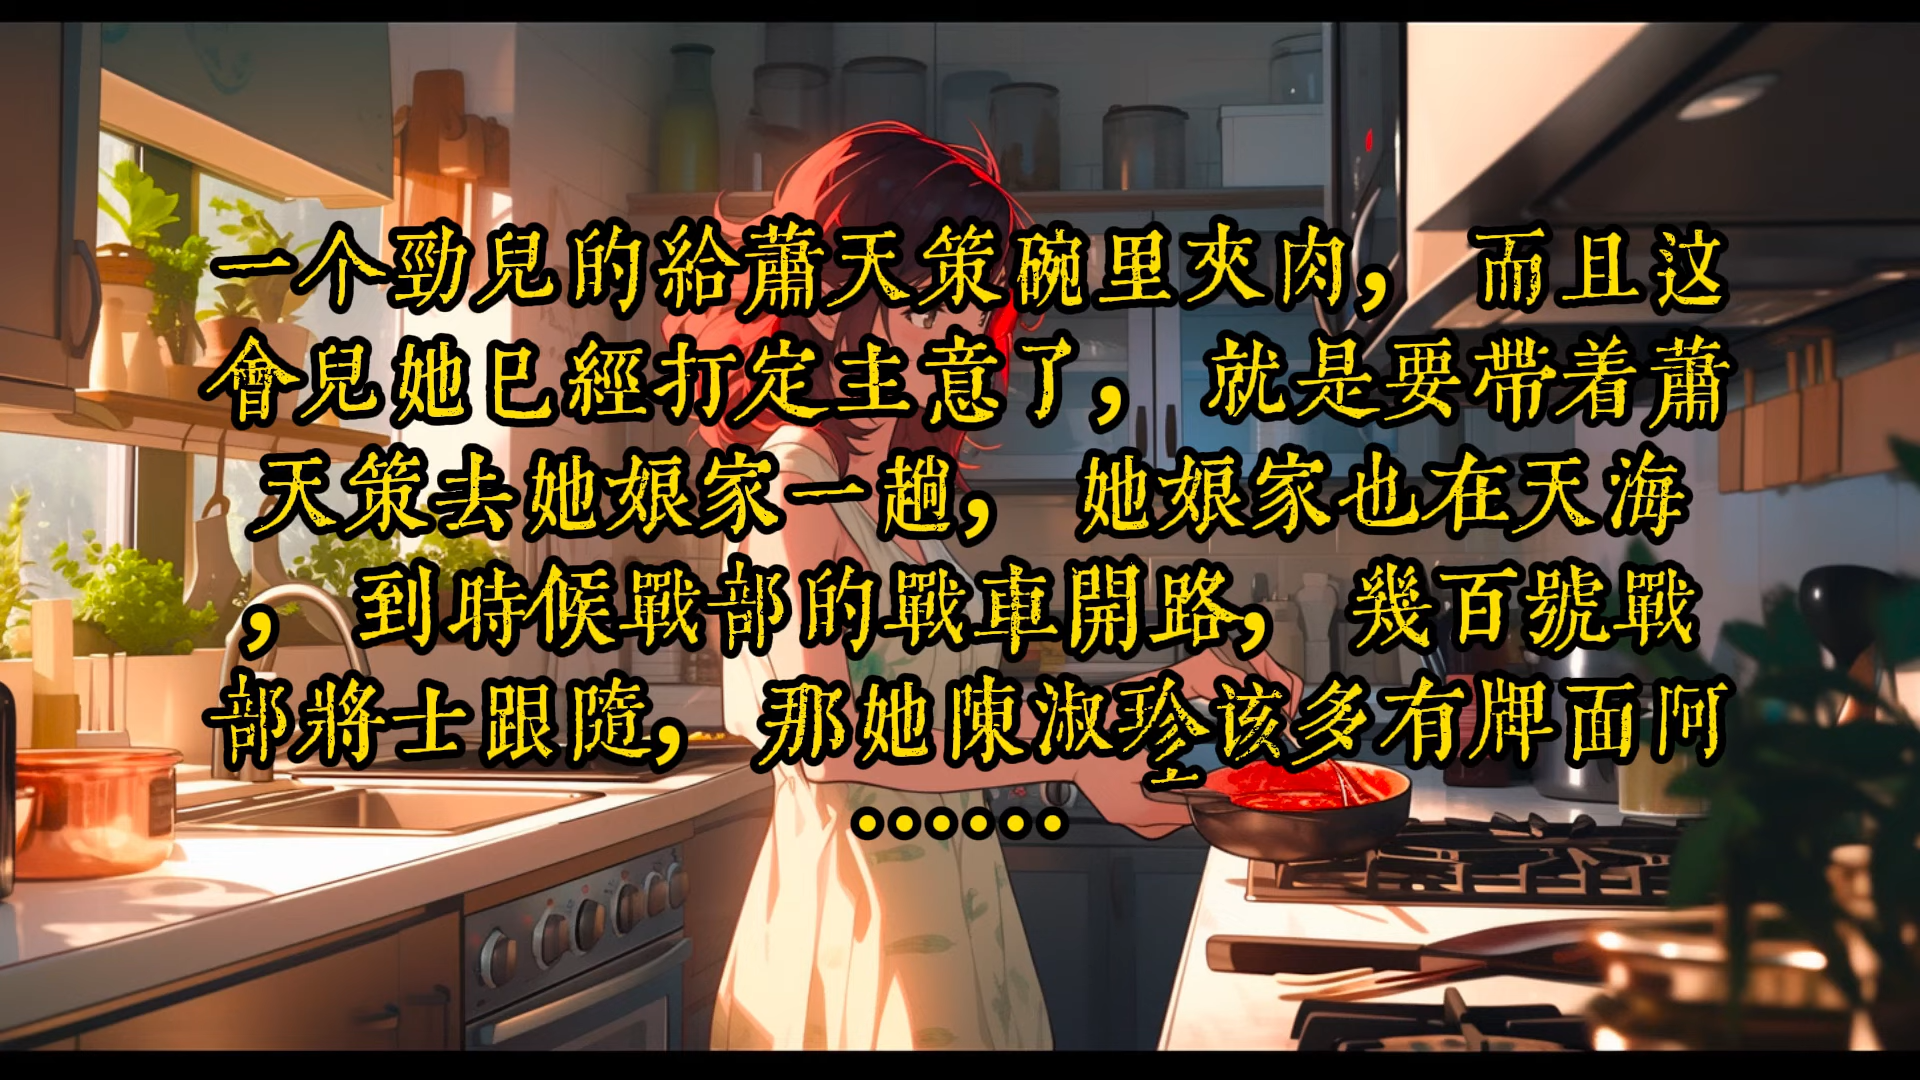 一个勁兒的給蕭天策碗里夾肉，而且这
會兒她已經打定主意了，就是要帶着蕭
天策去她娘家一趟，她娘家也在天海
，到時候戰部的戰車開路，幾百號戰
部將士跟隨，那她陳淑珍该多有牌面阿
······